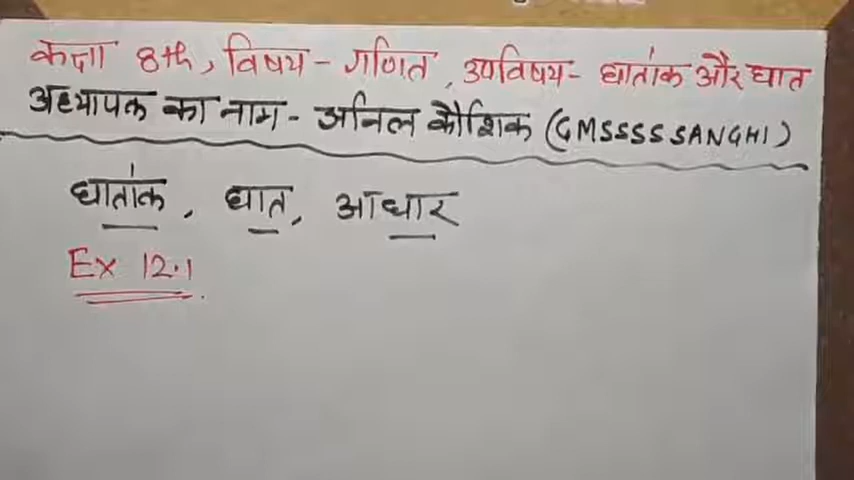 कक्षा 8th, विषय - गणित, उपविषय - घातांक और घात
अध्यापक का नाम - अनिल कौशिक (GMSSSS SANGHI)
घातांक, घात, आधार
Ex 12.1